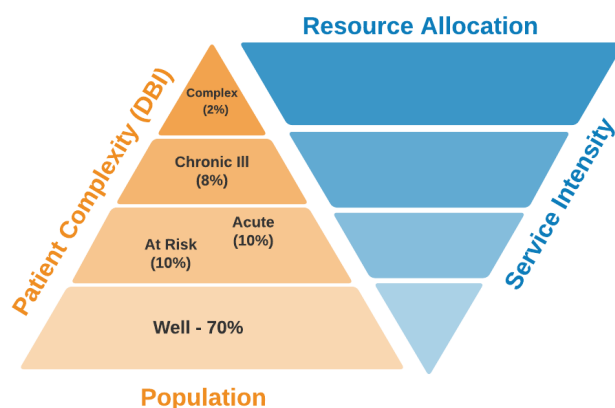 Resource Allocation
Patient Complexity (DBI)
Complex
(2%)
Chronic Ill
(8%)
Acute
(10%)
At Risk
(10%)
Well - 70%
Service Intensity
Population